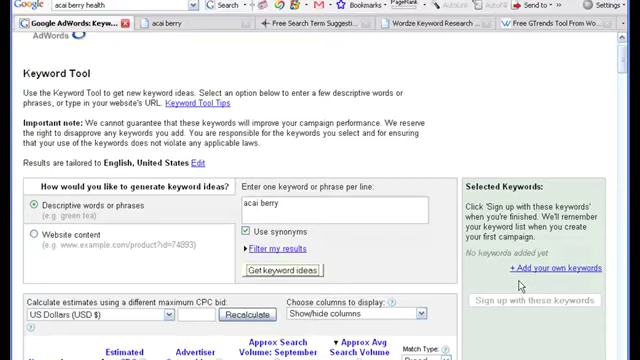 Google acai berry health Search PageRank AutoLink AutoFill Bookmarks Settings
Google AdWords: Keyw... acai berry Free Search Term Suggesti... Wordze Keyword Research ... Free GTrends Tool From Wo...
AdWords
Keyword Tool
Use the Keyword Tool to get new keyword ideas. Select an option below to enter a few descriptive words or
phrases, or type in your website's URL. Keyword Tool Tips
Important note: We cannot guarantee that these keywords will improve your campaign performance. We reserve
the right to disapprove any keywords you add. You are responsible for the keywords you select and for ensuring
that your use of the keywords does not violate any applicable laws.
Results are tailored to English, United States Edit
How would you like to generate keyword ideas?
Descriptive words or phrases
(e.g. green tea)
Website content
(e.g. www.example.com/product?id=74893)
Enter one keyword or phrase per line:
acai berry
Use synonyms
Filter my results
Get keyword ideas
Selected Keywords:
Click 'Sign up with these keywords'
when you're finished. We'll remember
your keyword list when you create
your first campaign.
No keywords added yet
+ Add your own keywords
Sign up with these keywords
Calculate estimates using a different maximum CPC bid:
US Dollars (USD $) Recalculate
Choose columns to display:
Show/hide columns
Estimated
Advertiser
Approx Search
Volume: September
Approx Avg
Search Volume
Match Type: